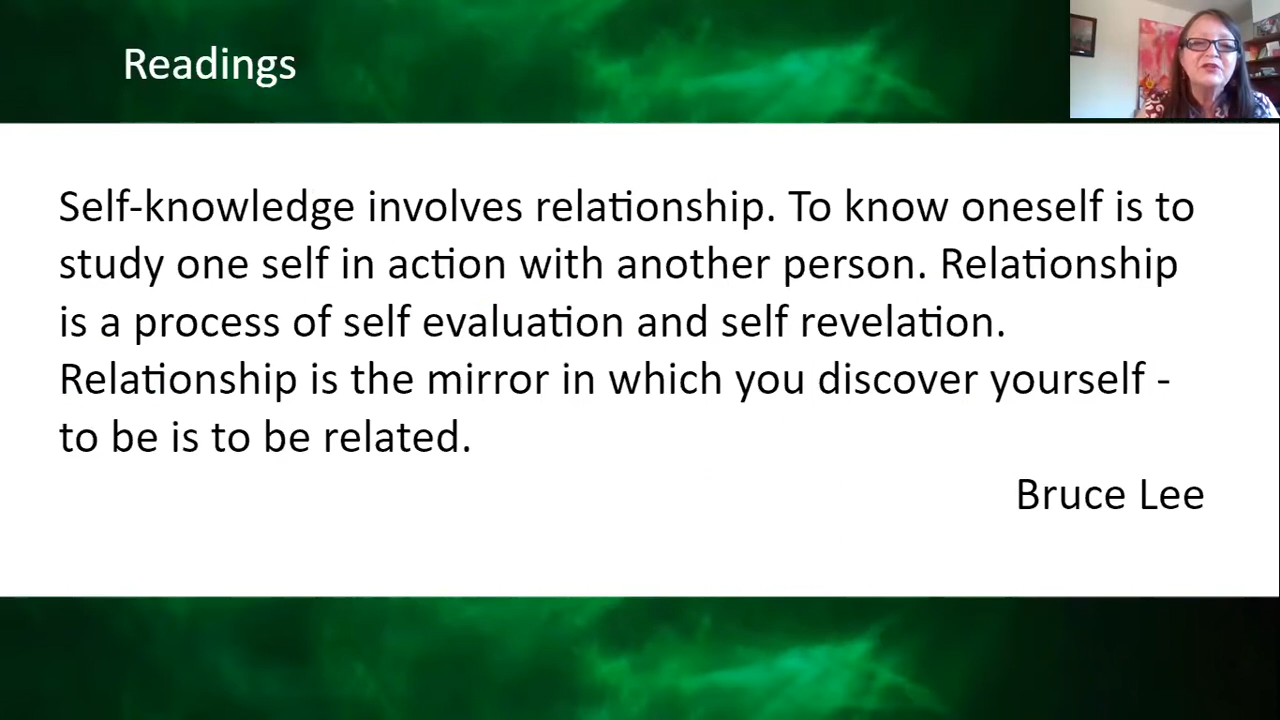 Readings
Self-knowledge involves relationship. To know oneself is to
study one self in action with another person. Relationship
is a process of self evaluation and self revelation.
Relationship is the mirror in which you discover yourself -
to be is to be related.
Bruce Lee